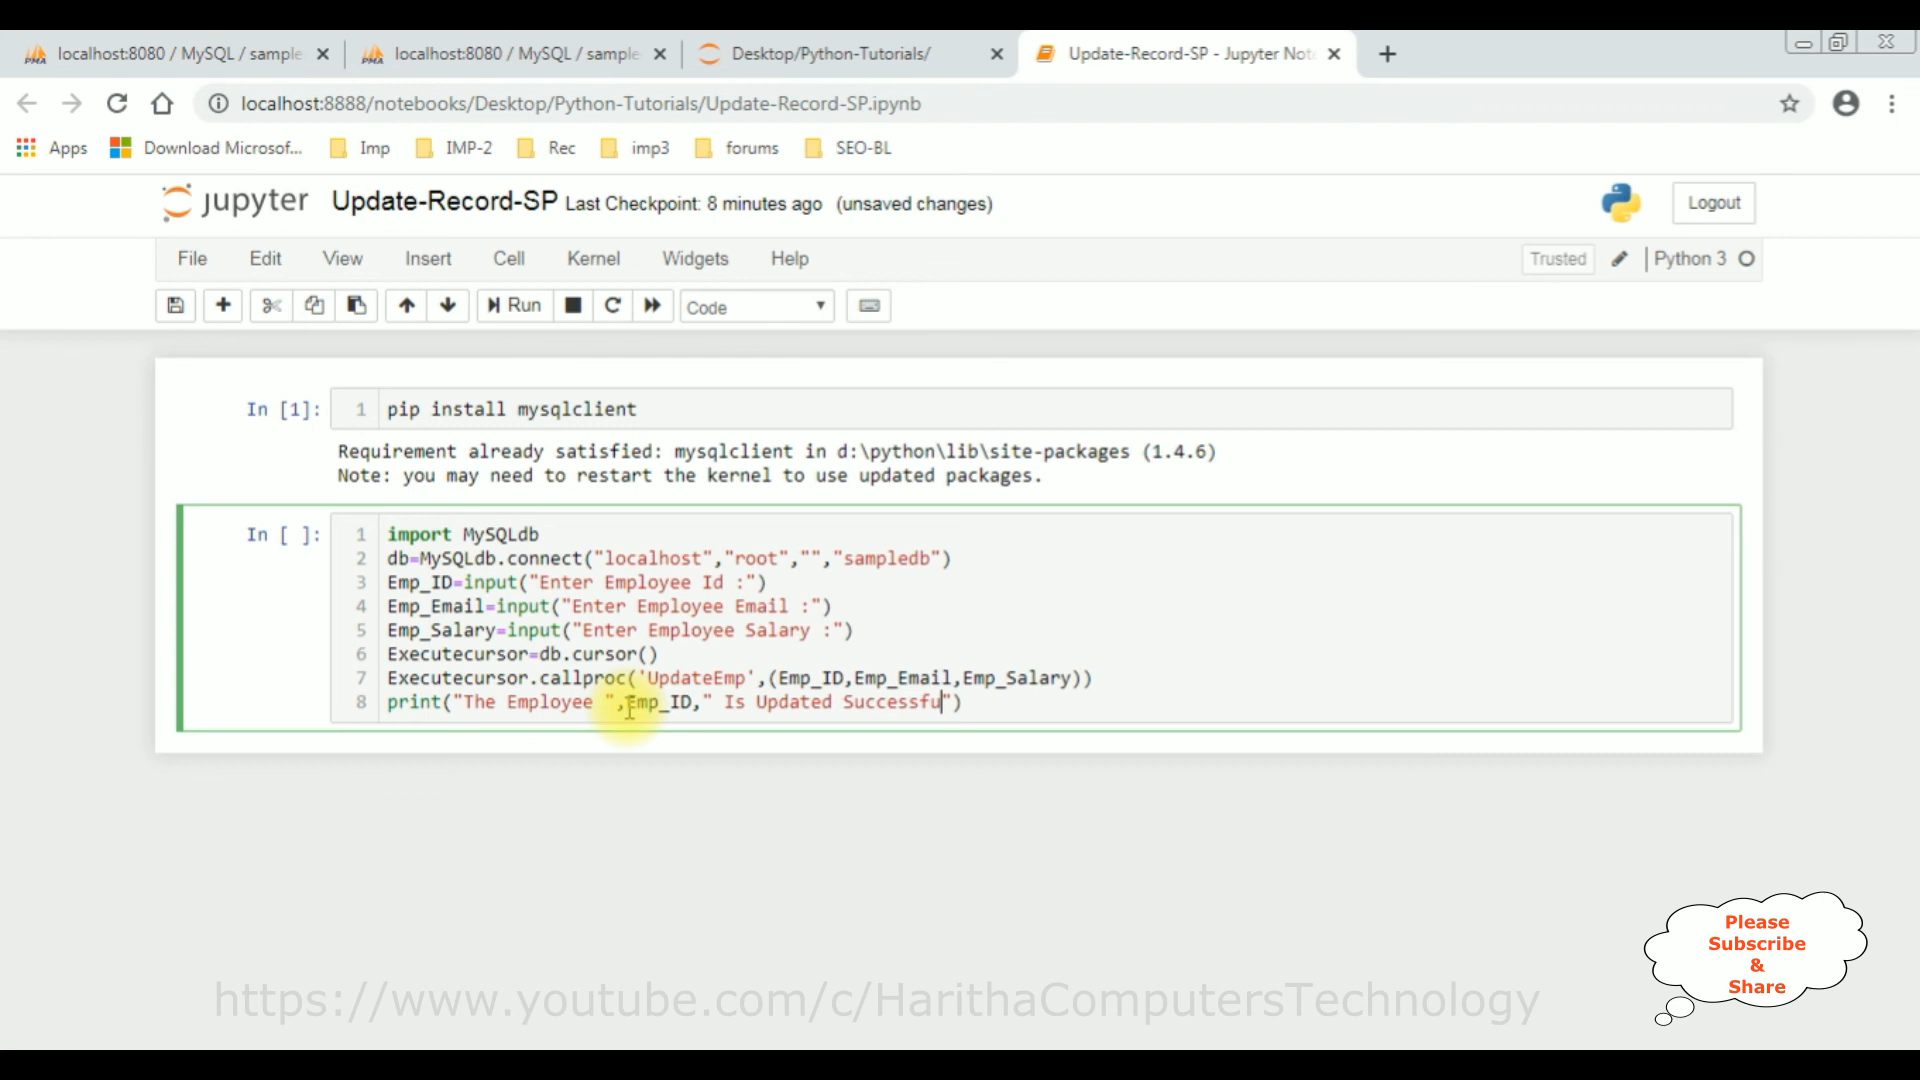 localhost:8080 / MySQL / sample
localhost:8080 / MySQL / sample
Desktop/Python-Tutorials/
Update-Record-SP - Jupyter Not
localhost:8888/notebooks/Desktop/Python-Tutorials/Update-Record-SP.ipynb
Apps
Download Microsof...
Imp
IMP-2
Rec
imp3
forums
SEO-BL
jupyter
Update-Record-SP Last Checkpoint: 8 minutes ago (unsaved changes)
Logout
File Edit View Insert Cell Kernel Widgets Help
Trusted
Python 3
Run
Code
In [1]:
1 pip install mysqlclient
Requirement already satisfied: mysqlclient in d:\python\lib\site-packages (1.4.6)
Note: you may need to restart the kernel to use updated packages.
In [ ]:
1 import MySQLdb
2 db=MySQLdb.connect("localhost","root","","sampledb")
3 Emp_ID=input("Enter Employee Id :")
4 Emp_Email=input("Enter Employee Email :")
5 Emp_Salary=input("Enter Employee Salary :")
6 Executecursor=db.cursor()
7 Executecursor.callproc('UpdateEmp',(Emp_ID,Emp_Email,Emp_Salary))
8 print("The Employee ",Emp_ID," Is Updated Successfu")
Please
Subscribe
&
Share
https://www.youtube.com/c/HarithaComputersTechnology